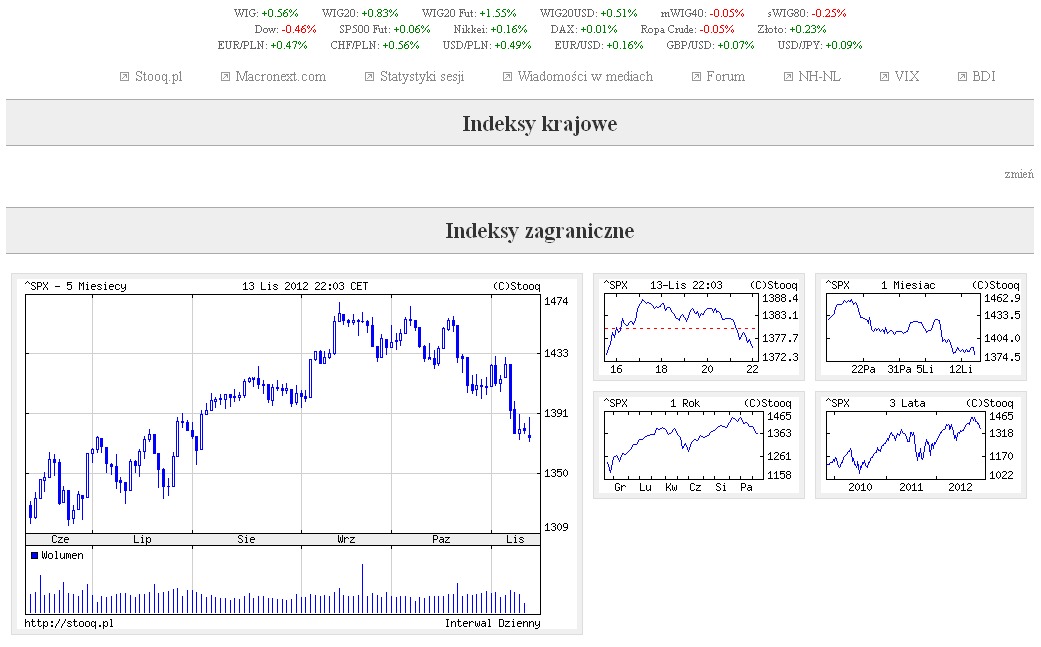 WIG: +0.56% WIG20: +0.83% WIG20 Fut: +1.55% WIG20USD: +0.51% mWIG40: -0.05% sWIG80: -0.25%
Dow: -0.46% SP500 Fut: +0.06% Nikkei: +0.16% DAX: +0.01% Ropa Crude: -0.05% Złoto: +0.23%
EUR/PLN: +0.47% CHF/PLN: +0.56% USD/PLN: +0.49% EUR/USD: +0.16% GBP/USD: +0.07% USD/JPY: +0.09%
Stooq.pl Macronext.com Statystyki sesji Wiadomości w mediach Forum NH-NL VIX BDI
Indeksy krajowe
zmień
Indeksy zagraniczne
^SPX - 5 Miesiecy 13 Lis 2012 22:03 CET (C)Stooq
1474
1433
1391
1350
1309
Cze Lip Sie Wrz Paz Lis
Wolumen
http://stooq.pl Interwal Dzienny
^SPX 13-Lis 22:03 (C)Stooq
1388.4
1383.1
1377.7
1372.3
16 18 20 22
^SPX 1 Miesiac (C)Stooq
1462.9
1433.5
1404.0
1374.5
22Pa 31Pa 5Li 12Li
^SPX 1 Rok (C)Stooq
1465
1363
1261
1158
Gr Lu Kw Cz Si Pa
^SPX 3 Lata (C)Stooq
1465
1318
1170
1022
2010 2011 2012